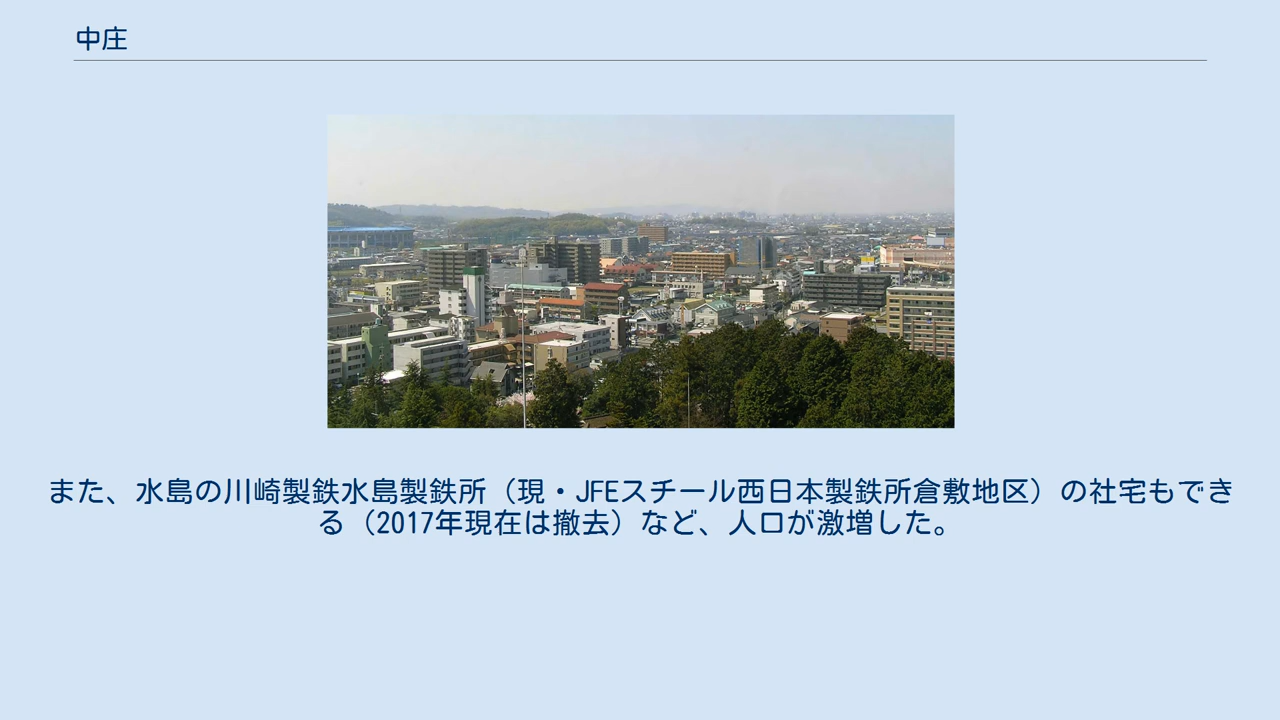 中庄
また、水島の川崎製鉄水島製鉄所（現・JFEスチール西日本製鉄所倉敷地区）の社宅もでき
る（2017年現在は撤去）など、人口が激増した。